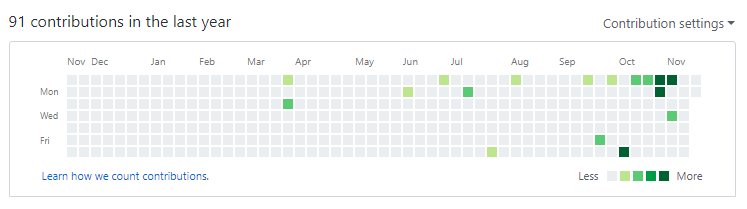 91 contributions in the last year
Contribution settings
Nov Dec Jan Feb Mar Apr May Jun Jul Aug Sep Oct Nov
Mon
Wed
Fri
Learn how we count contributions.
Less More